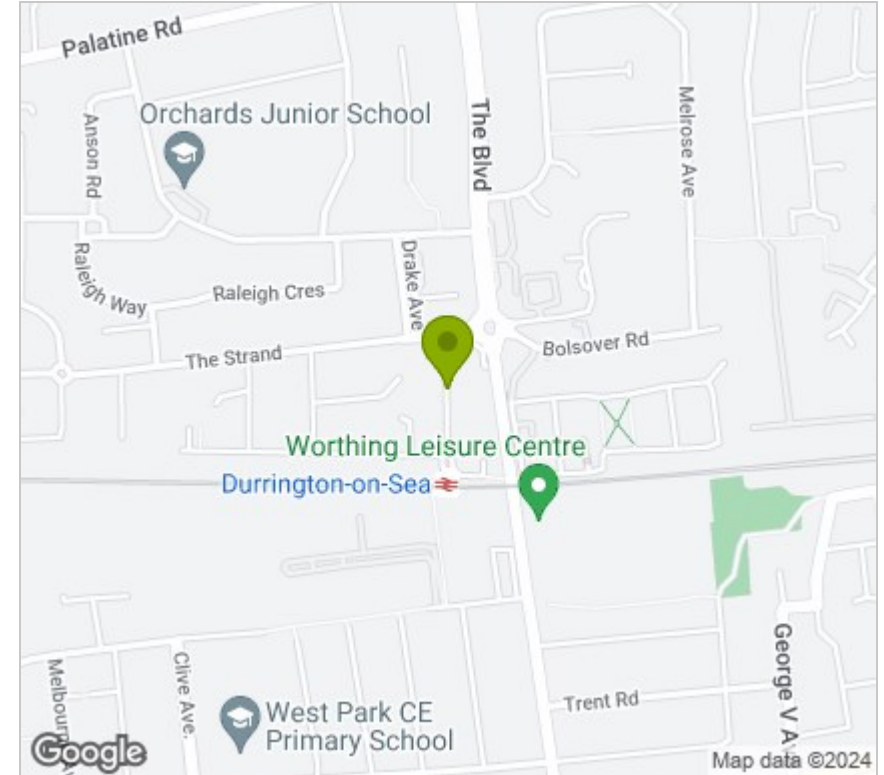 Palatine Rd
Orchards Junior School
The Blvd
Melrose Ave
Anson Rd
Raleigh Way
Raleigh Cres
Drake Ave
The Strand
Bolsover Rd
Worthing Leisure Centre
Durrington-on-Sea
Clive Ave.
George V Av
Trent Rd
West Park CE
Primary School
Google
Map data ©2024